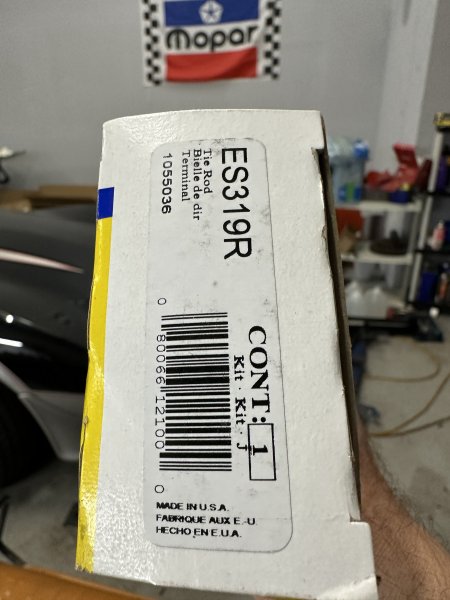 Mopar
ES319R
Tie Rod
Bielle de dir
Terminal
1055036
CONT: 1
Kit · Kit · J
0 80066 12100 0
MADE IN U.S.A.
FABRIQUE AUX E.-U.
HECHO EN E.U.A.